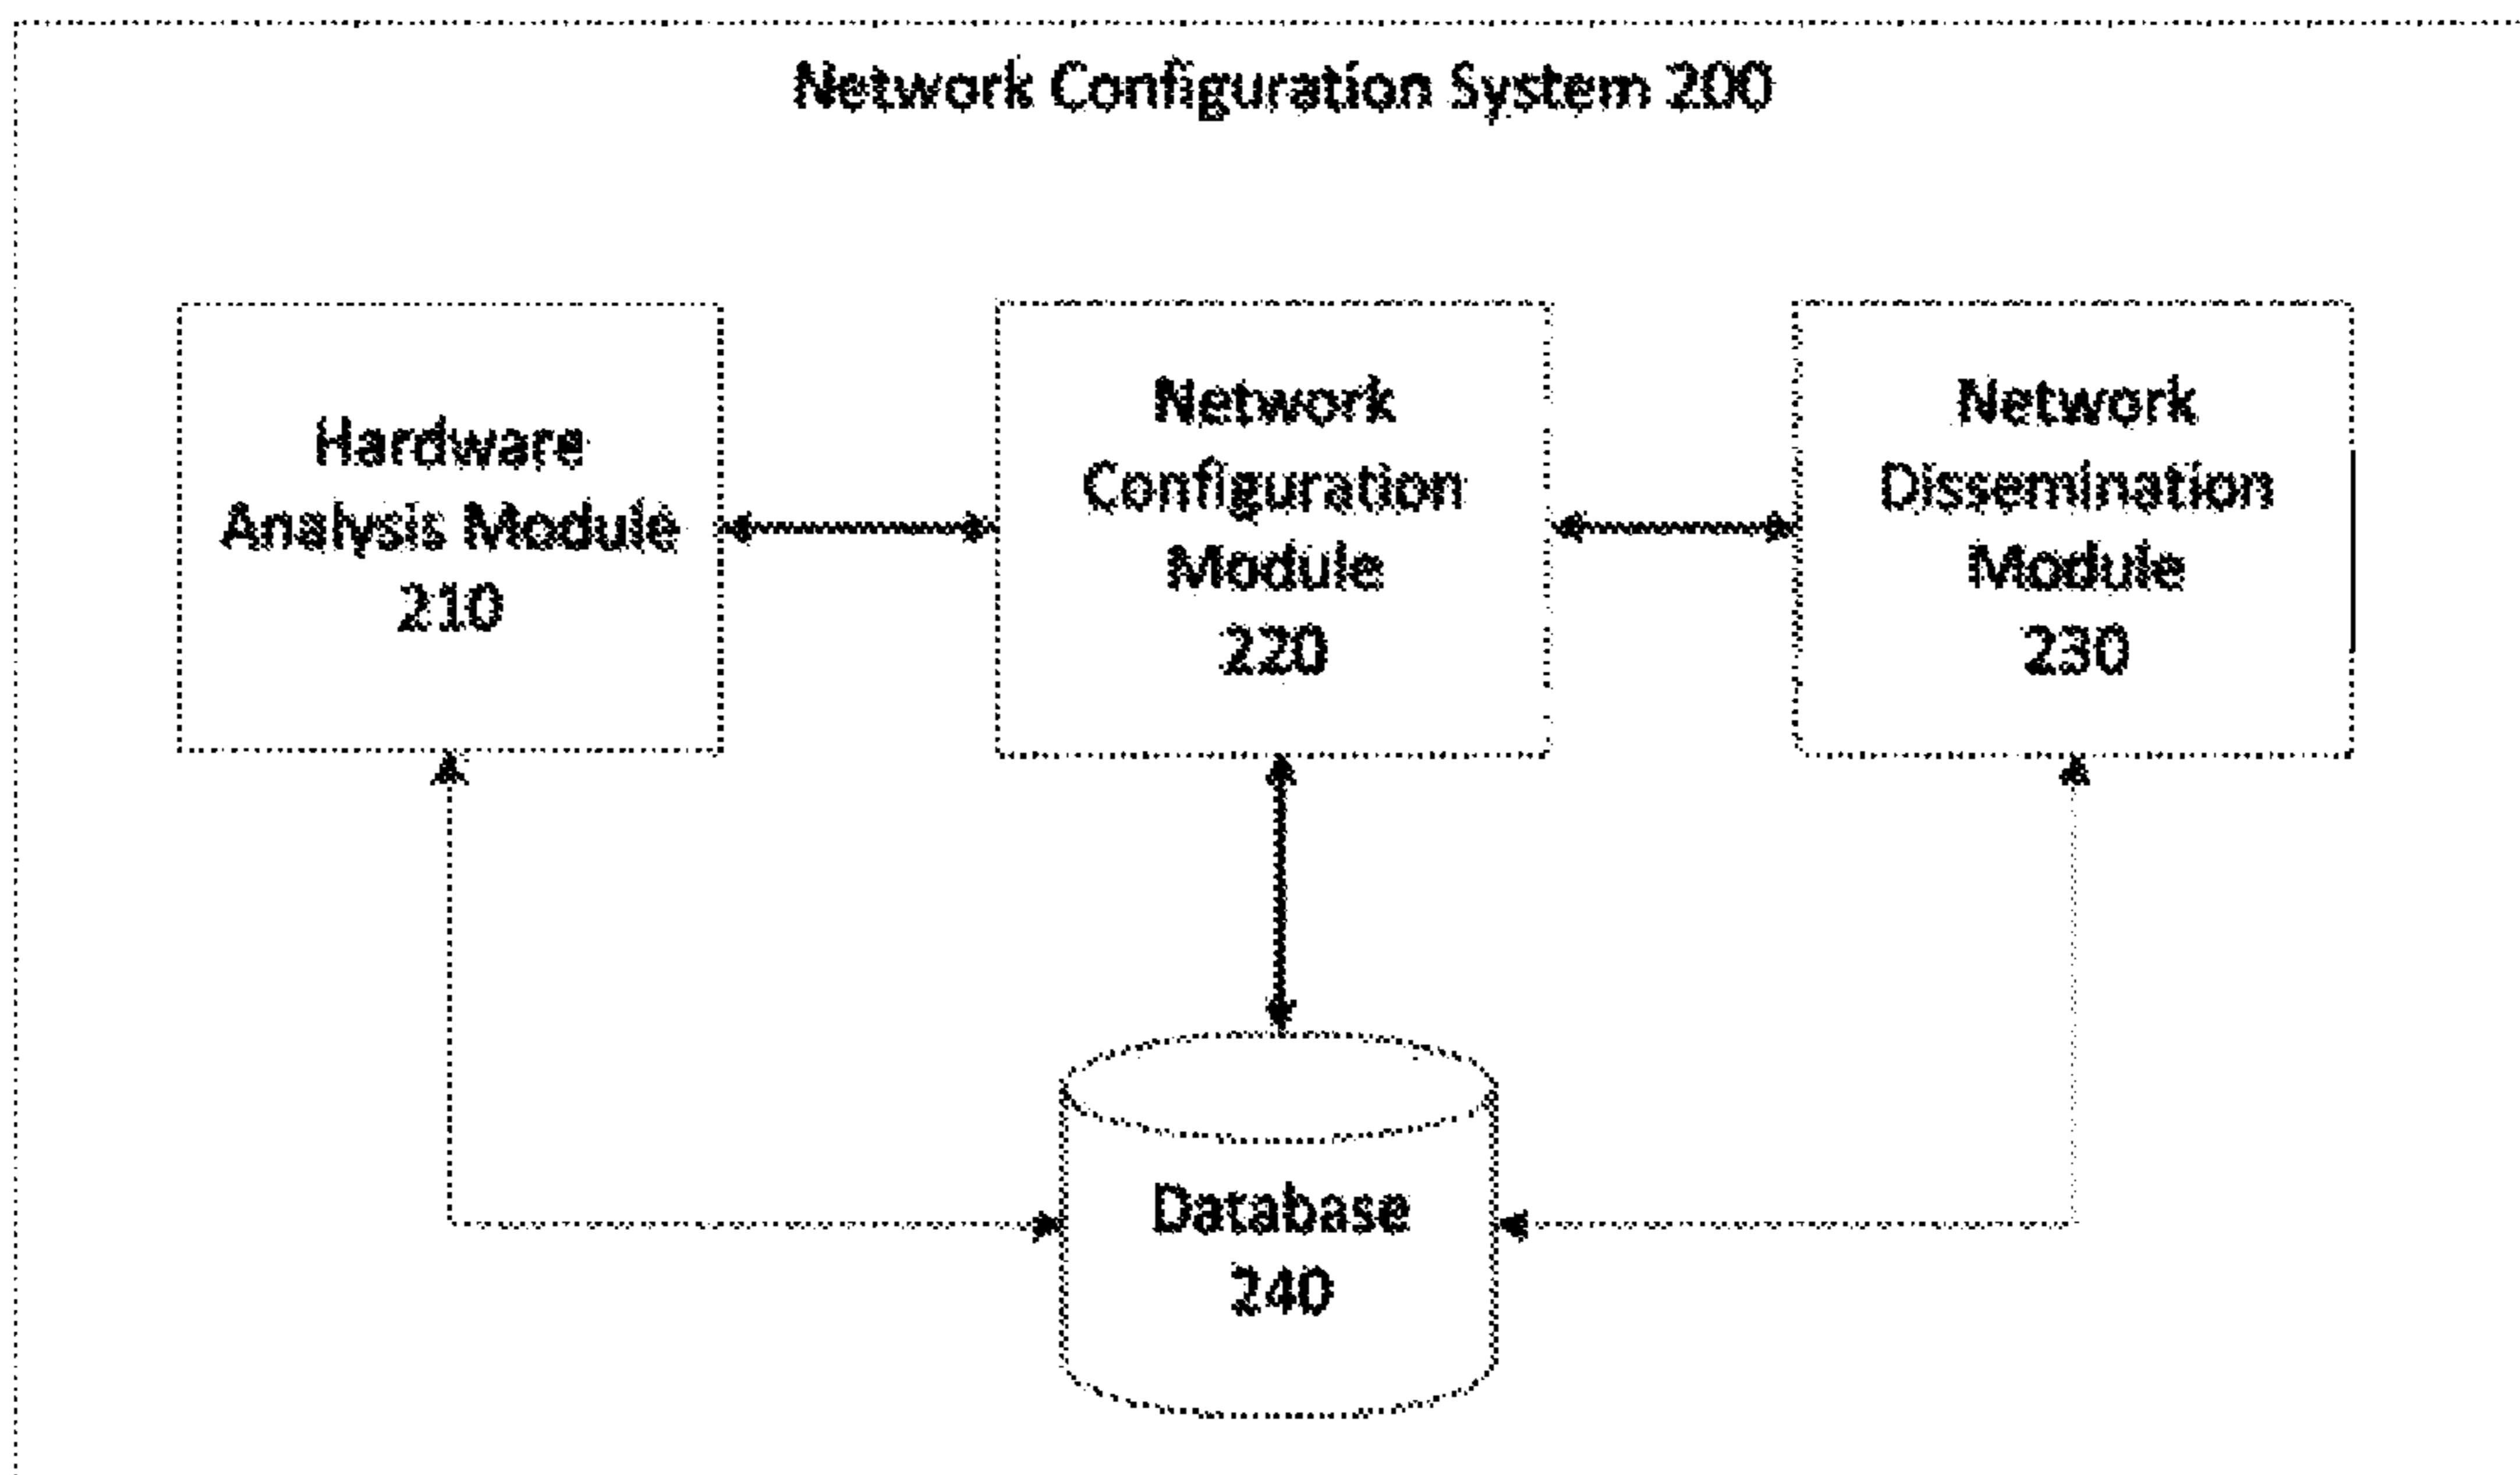 Network Configuration System 200
Hardware
Analysis Module
210
Network
Configuration
Module
220
Network
Dissemination
Module
230
Database
240